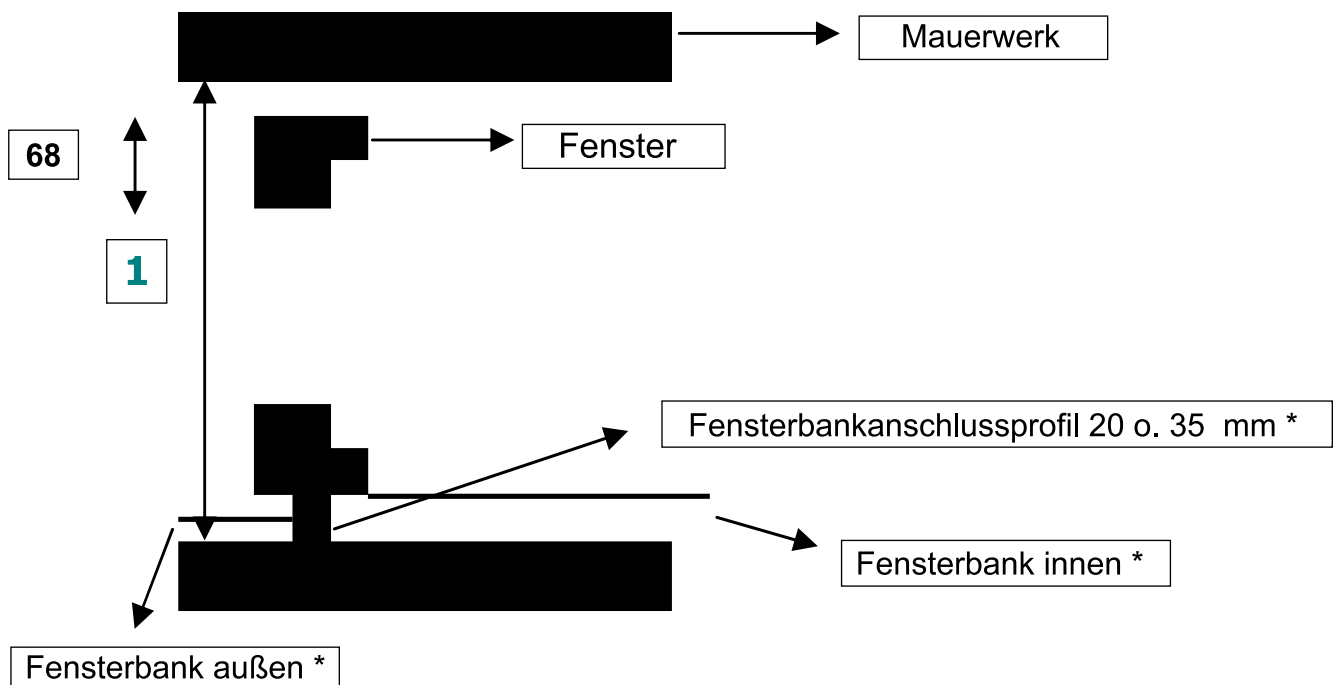 Mauerwerk
Fenster
68
1
Fensterbankanschlussprofil 20 o. 35  mm *
Fensterbank innen *
Fensterbank außen *